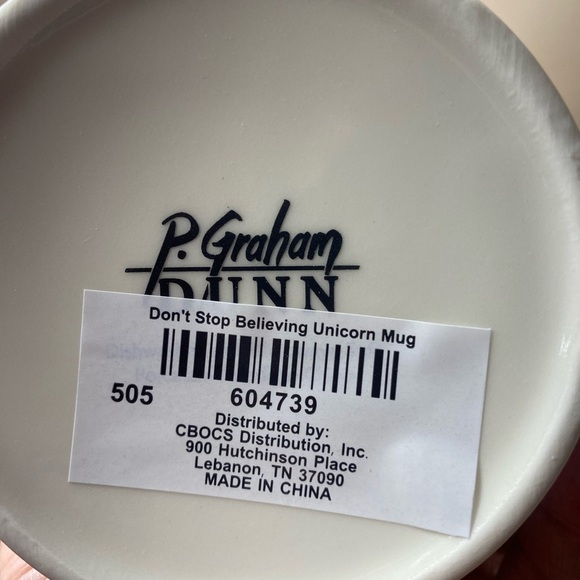 P. Graham
DUNN
Don't Stop Believing Unicorn Mug
505
604739
Distributed by:
CBOCS Distribution, Inc.
900 Hutchinson Place
Lebanon, TN 37090
MADE IN CHINA